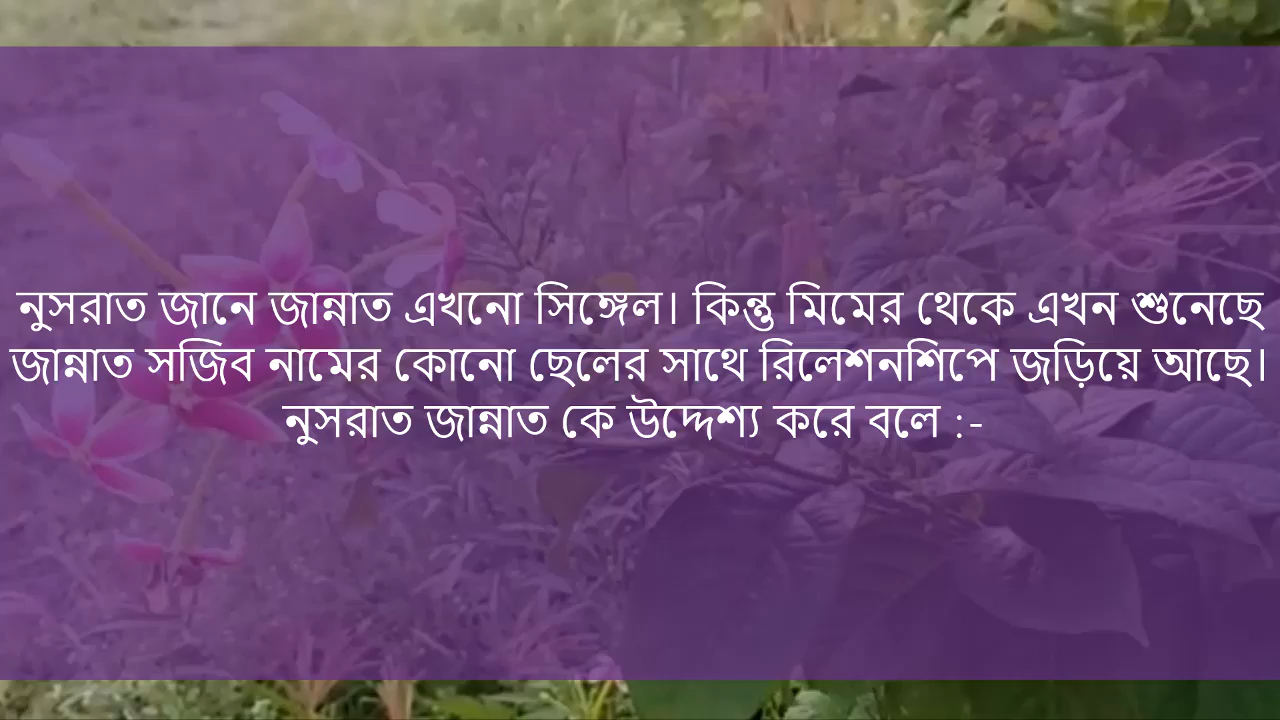 নুসরাত জানে জান্নাত এখনো সিঙ্গেল। কিন্তু মিমের থেকে এখন শুনেছে
জান্নাত সজিব নামের কোনো ছেলের সাথে রিলেশনশিপে জড়িয়ে আছে।
নুসরাত জান্নাত কে উদ্দেশ্য করে বলে :-